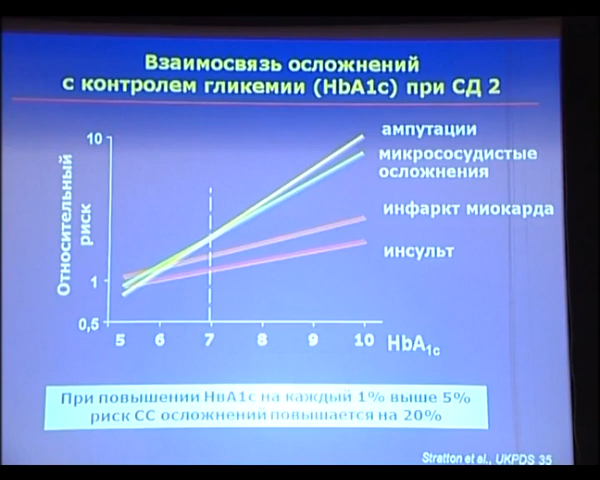 Взаимосвязь осложнений
с контролем гликемии (HbA1c) при СД 2
Относительный
риск
10
1
0,5
5 6 7 8 9 10 HbA1c
ампутации
микрососудистые
осложнения
инфаркт миокарда
инсульт
При повышении НвА1с на каждый 1% выше 5%
риск СС осложнений повышается на 20%
Stratton et al., UKPDS 35